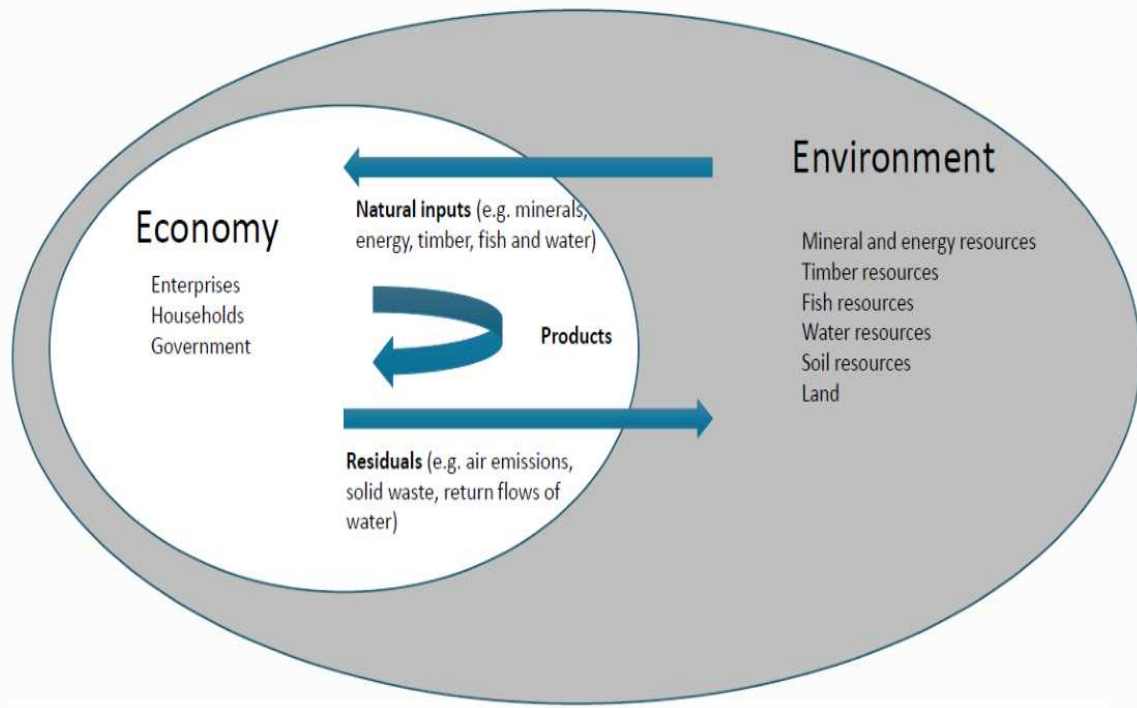 Environment
Economy
Natural inputs (e.g. minerals,
energy, timber, fish and water)
Mineral and energy resources
Timber resources
Fish resources
Water resources
Soil resources
Land
Enterprises
Households
Government
Products
Residuals (e.g. air emissions,
solid waste, return flows of
water)